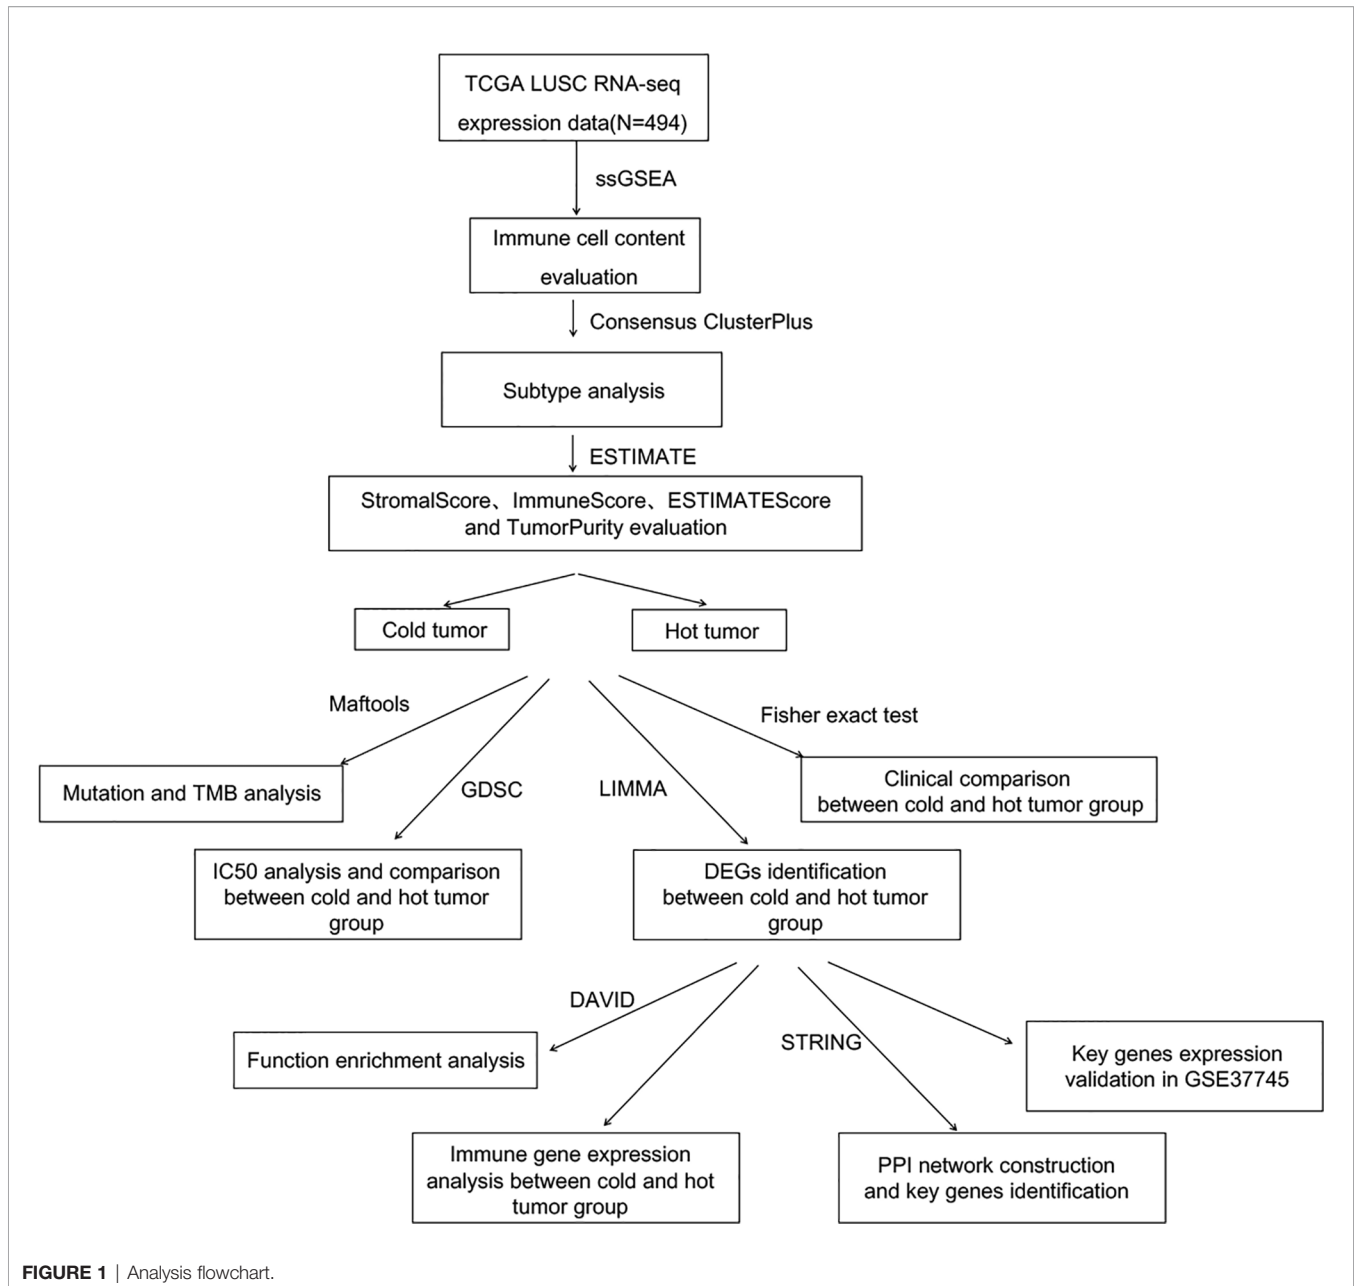 TCGA LUSC RNA-seq
expression data(N=494)
ssGSEA
Immune cell content
evaluation
Consensus ClusterPlus
Subtype analysis
ESTIMATE
StromalScore、ImmuneScore、ESTIMATEScore
and TumorPurity evaluation
Cold tumor
Hot tumor
Maftools
Fisher exact test
Mutation and TMB analysis
GDSC
LIMMA
Clinical comparison
between cold and hot tumor group
IC50 analysis and comparison
between cold and hot tumor
group
DEGs identification
between cold and hot tumor
group
DAVID
STRING
Function enrichment analysis
Key genes expression
validation in GSE37745
Immune gene expression
analysis between cold and hot
tumor group
PPI network construction
and key genes identification
FIGURE 1 | Analysis flowchart.